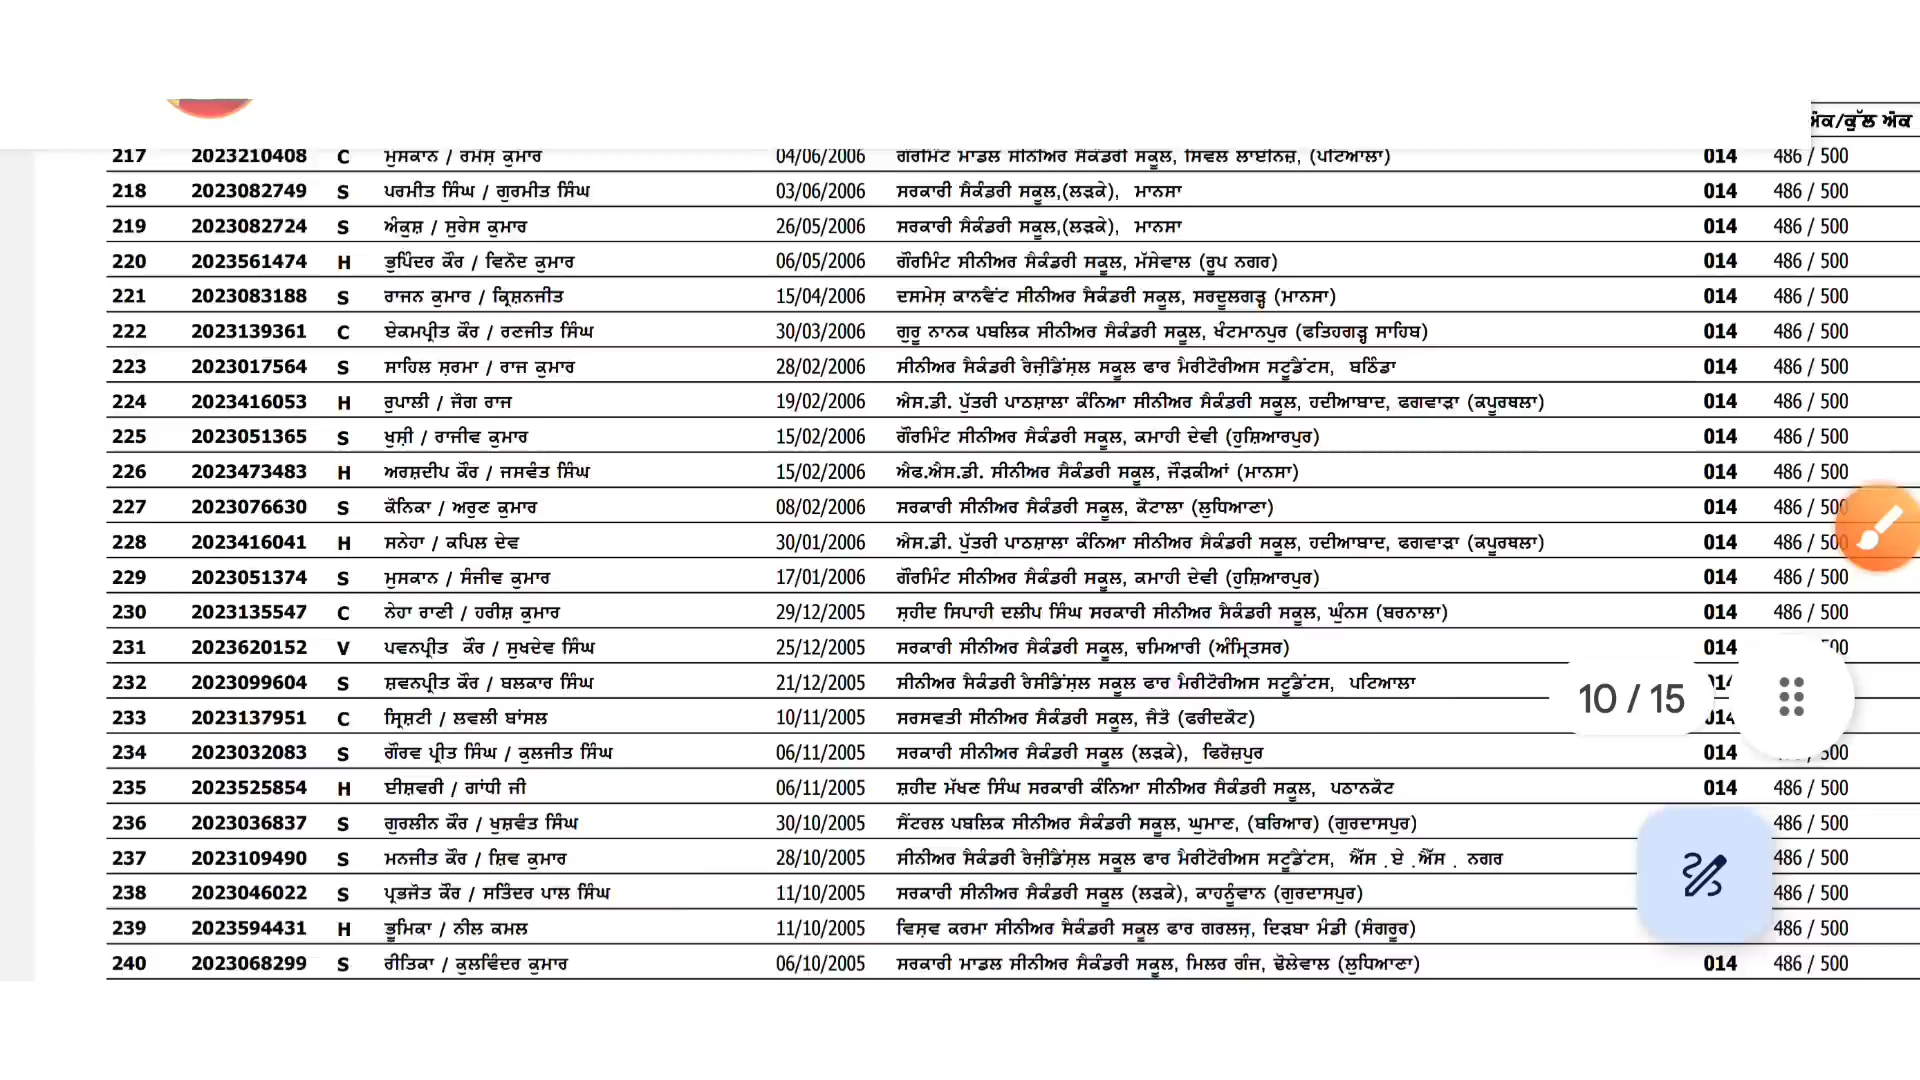 ਅੰਕ/ਕੁੱਲ ਅੰਕ
217 2023210408 C ਮੁਸਕਾਨ / ਰਮੇਸ਼ ਕੁਮਾਰ 04/06/2006 ਗੌਰਮਿੰਟ ਮਾਡਲ ਸੀਨੀਅਰ ਸੈਕੰਡਰੀ ਸਕੂਲ, ਸਿਵਲ ਲਾਈਨਜ਼, (ਪਟਿਆਲਾ) 014 486 / 500
218 2023082749 S ਪਰਮੀਤ ਸਿੰਘ / ਗੁਰਮੀਤ ਸਿੰਘ 03/06/2006 ਸਰਕਾਰੀ ਸੈਕੰਡਰੀ ਸਕੂਲ,(ਲੜਕੇ), ਮਾਨਸਾ 014 486 / 500
219 2023082724 S ਅੰਕੁਸ਼ / ਸੁਰੇਸ ਕੁਮਾਰ 26/05/2006 ਸਰਕਾਰੀ ਸੈਕੰਡਰੀ ਸਕੂਲ,(ਲੜਕੇ), ਮਾਨਸਾ 014 486 / 500
220 2023561474 H ਭੁਪਿੰਦਰ ਕੌਰ / ਵਿਨੋਦ ਕੁਮਾਰ 06/05/2006 ਗੌਰਮਿੰਟ ਸੀਨੀਅਰ ਸੈਕੰਡਰੀ ਸਕੂਲ, ਮੱਸੇਵਾਲ (ਰੂਪ ਨਗਰ) 014 486 / 500
221 2023083188 S ਰਾਜਨ ਕੁਮਾਰ / ਕ੍ਰਿਸ਼ਨਜੀਤ 15/04/2006 ਦਸਮੇਸ਼ ਕਾਨਵੈਂਟ ਸੀਨੀਅਰ ਸੈਕੰਡਰੀ ਸਕੂਲ, ਸਰਦੂਲਗੜ੍ਹ (ਮਾਨਸਾ) 014 486 / 500
222 2023139361 C ਏਕਮਪ੍ਰੀਤ ਕੌਰ / ਰਣਜੀਤ ਸਿੰਘ 30/03/2006 ਗੁਰੂ ਨਾਨਕ ਪਬਲਿਕ ਸੀਨੀਅਰ ਸੈਕੰਡਰੀ ਸਕੂਲ, ਖੰਟਮਾਨਪੁਰ (ਫਤਿਹਗੜ੍ਹ ਸਾਹਿਬ) 014 486 / 500
223 2023017564 S ਸਾਹਿਲ ਸ਼ਰਮਾ / ਰਾਜ ਕੁਮਾਰ 28/02/2006 ਸੀਨੀਅਰ ਸੈਕੰਡਰੀ ਰੈਜ਼ੀਡੈਂਸ਼ਲ ਸਕੂਲ ਫਾਰ ਮੈਰੀਟੋਰੀਅਸ ਸਟੂਡੈਂਟਸ, ਬਠਿੰਡਾ 014 486 / 500
224 2023416053 H ਰੁਪਾਲੀ / ਜੋਗ ਰਾਜ 19/02/2006 ਐਸ.ਡੀ. ਪੁੱਤਰੀ ਪਾਠਸ਼ਾਲਾ ਕੰਨਿਆ ਸੀਨੀਅਰ ਸੈਕੰਡਰੀ ਸਕੂਲ, ਹਦੀਆਬਾਦ, ਫਗਵਾੜਾ (ਕਪੂਰਥਲਾ) 014 486 / 500
225 2023051365 S ਖੁਸ਼ੀ / ਰਾਜੀਵ ਕੁਮਾਰ 15/02/2006 ਗੌਰਮਿੰਟ ਸੀਨੀਅਰ ਸੈਕੰਡਰੀ ਸਕੂਲ, ਕਮਾਹੀ ਦੇਵੀ (ਹੁਸ਼ਿਆਰਪੁਰ) 014 486 / 500
226 2023473483 H ਅਰਸ਼ਦੀਪ ਕੌਰ / ਜਸਵੰਤ ਸਿੰਘ 15/02/2006 ਐਫ.ਐਸ.ਡੀ. ਸੀਨੀਅਰ ਸੈਕੰਡਰੀ ਸਕੂਲ, ਜੌੜਕੀਆਂ (ਮਾਨਸਾ) 014 486 / 500
227 2023076630 S ਕੋਨਿਕਾ / ਅਰੁਣ ਕੁਮਾਰ 08/02/2006 ਸਰਕਾਰੀ ਸੀਨੀਅਰ ਸੈਕੰਡਰੀ ਸਕੂਲ, ਕੋਟਾਲਾ (ਲੁਧਿਆਣਾ) 014 486 / 500
228 2023416041 H ਸਨੇਹਾ / ਕਪਿਲ ਦੇਵ 30/01/2006 ਐਸ.ਡੀ. ਪੁੱਤਰੀ ਪਾਠਸ਼ਾਲਾ ਕੰਨਿਆ ਸੀਨੀਅਰ ਸੈਕੰਡਰੀ ਸਕੂਲ, ਹਦੀਆਬਾਦ, ਫਗਵਾੜਾ (ਕਪੂਰਥਲਾ) 014 486 / 500
229 2023051374 S ਮੁਸਕਾਨ / ਸੰਜੀਵ ਕੁਮਾਰ 17/01/2006 ਗੌਰਮਿੰਟ ਸੀਨੀਅਰ ਸੈਕੰਡਰੀ ਸਕੂਲ, ਕਮਾਹੀ ਦੇਵੀ (ਹੁਸ਼ਿਆਰਪੁਰ) 014 486 / 500
230 2023135547 C ਨੇਹਾ ਰਾਣੀ / ਹਰੀਸ਼ ਕੁਮਾਰ 29/12/2005 ਸ਼ਹੀਦ ਸਿਪਾਹੀ ਦਲੀਪ ਸਿੰਘ ਸਰਕਾਰੀ ਸੀਨੀਅਰ ਸੈਕੰਡਰੀ ਸਕੂਲ, ਘੁੰਨਸ (ਬਰਨਾਲਾ) 014 486 / 500
231 2023620152 V ਪਵਨਪ੍ਰੀਤ ਕੌਰ / ਸੁਖਦੇਵ ਸਿੰਘ 25/12/2005 ਸਰਕਾਰੀ ਸੀਨੀਅਰ ਸੈਕੰਡਰੀ ਸਕੂਲ, ਚਮਿਆਰੀ (ਅੰਮ੍ਰਿਤਸਰ) 014
232 2023099604 S ਸ਼ਵਨਪ੍ਰੀਤ ਕੌਰ / ਬਲਕਾਰ ਸਿੰਘ 21/12/2005 ਸੀਨੀਅਰ ਸੈਕੰਡਰੀ ਰੈਸੀਡੈਂਸ਼ਲ ਸਕੂਲ ਫਾਰ ਮੈਰੀਟੋਰੀਅਸ ਸਟੂਡੈਂਟਸ, ਪਟਿਆਲਾ
10 / 15
233 2023137951 C ਸ੍ਰਿਸ਼ਟੀ / ਲਵਲੀ ਬਾਂਸਲ 10/11/2005 ਸਰਸਵਤੀ ਸੀਨੀਅਰ ਸੈਕੰਡਰੀ ਸਕੂਲ, ਜੈਤੋ (ਫਰੀਦਕੋਟ) 014
234 2023032083 S ਗੌਰਵ ਪ੍ਰੀਤ ਸਿੰਘ / ਕੁਲਜੀਤ ਸਿੰਘ 06/11/2005 ਸਰਕਾਰੀ ਸੀਨੀਅਰ ਸੈਕੰਡਰੀ ਸਕੂਲ (ਲੜਕੇ), ਫਿਰੋਜ਼ਪੁਰ 014 500
235 2023525854 H ਈਸ਼ਵਰੀ / ਗਾਂਧੀ ਜੀ 06/11/2005 ਸ਼ਹੀਦ ਮੱਖਣ ਸਿੰਘ ਸਰਕਾਰੀ ਕੰਨਿਆ ਸੀਨੀਅਰ ਸੈਕੰਡਰੀ ਸਕੂਲ, ਪਠਾਨਕੋਟ 014 486 / 500
236 2023036837 S ਗੁਰਲੀਨ ਕੌਰ / ਖੁਸ਼ਵੰਤ ਸਿੰਘ 30/10/2005 ਸੈਂਟਰਲ ਪਬਲਿਕ ਸੀਨੀਅਰ ਸੈਕੰਡਰੀ ਸਕੂਲ, ਘੁਮਾਣ, (ਬਰਿਆਰ) (ਗੁਰਦਾਸਪੁਰ) 486 / 500
237 2023109490 S ਮਨਜੀਤ ਕੌਰ / ਸ਼ਿਵ ਕੁਮਾਰ 28/10/2005 ਸੀਨੀਅਰ ਸੈਕੰਡਰੀ ਰੈਜ਼ੀਡੈਂਸ਼ਲ ਸਕੂਲ ਫਾਰ ਮੈਰੀਟੋਰੀਅਸ ਸਟੂਡੈਂਟਸ, ਐੱਸ .ਏ .ਐੱਸ . ਨਗਰ 486 / 500
238 2023046022 S ਪ੍ਰਭਜੋਤ ਕੌਰ / ਸਤਿੰਦਰ ਪਾਲ ਸਿੰਘ 11/10/2005 ਸਰਕਾਰੀ ਸੀਨੀਅਰ ਸੈਕੰਡਰੀ ਸਕੂਲ (ਲੜਕੇ), ਕਾਹਨੂੰਵਾਨ (ਗੁਰਦਾਸਪੁਰ) 486 / 500
239 2023594431 H ਭੂਮਿਕਾ / ਨੀਲ ਕਮਲ 11/10/2005 ਵਿਸ਼ਵ ਕਰਮਾ ਸੀਨੀਅਰ ਸੈਕੰਡਰੀ ਸਕੂਲ ਫਾਰ ਗਰਲਜ਼, ਦਿੜਬਾ ਮੰਡੀ (ਸੰਗਰੂਰ) 486 / 500
240 2023068299 S ਰੀਤਿਕਾ / ਕੁਲਵਿੰਦਰ ਕੁਮਾਰ 06/10/2005 ਸਰਕਾਰੀ ਮਾਡਲ ਸੀਨੀਅਰ ਸੈਕੰਡਰੀ ਸਕੂਲ, ਮਿਲਰ ਗੰਜ, ਢੋਲੇਵਾਲ (ਲੁਧਿਆਣਾ) 014 486 / 500